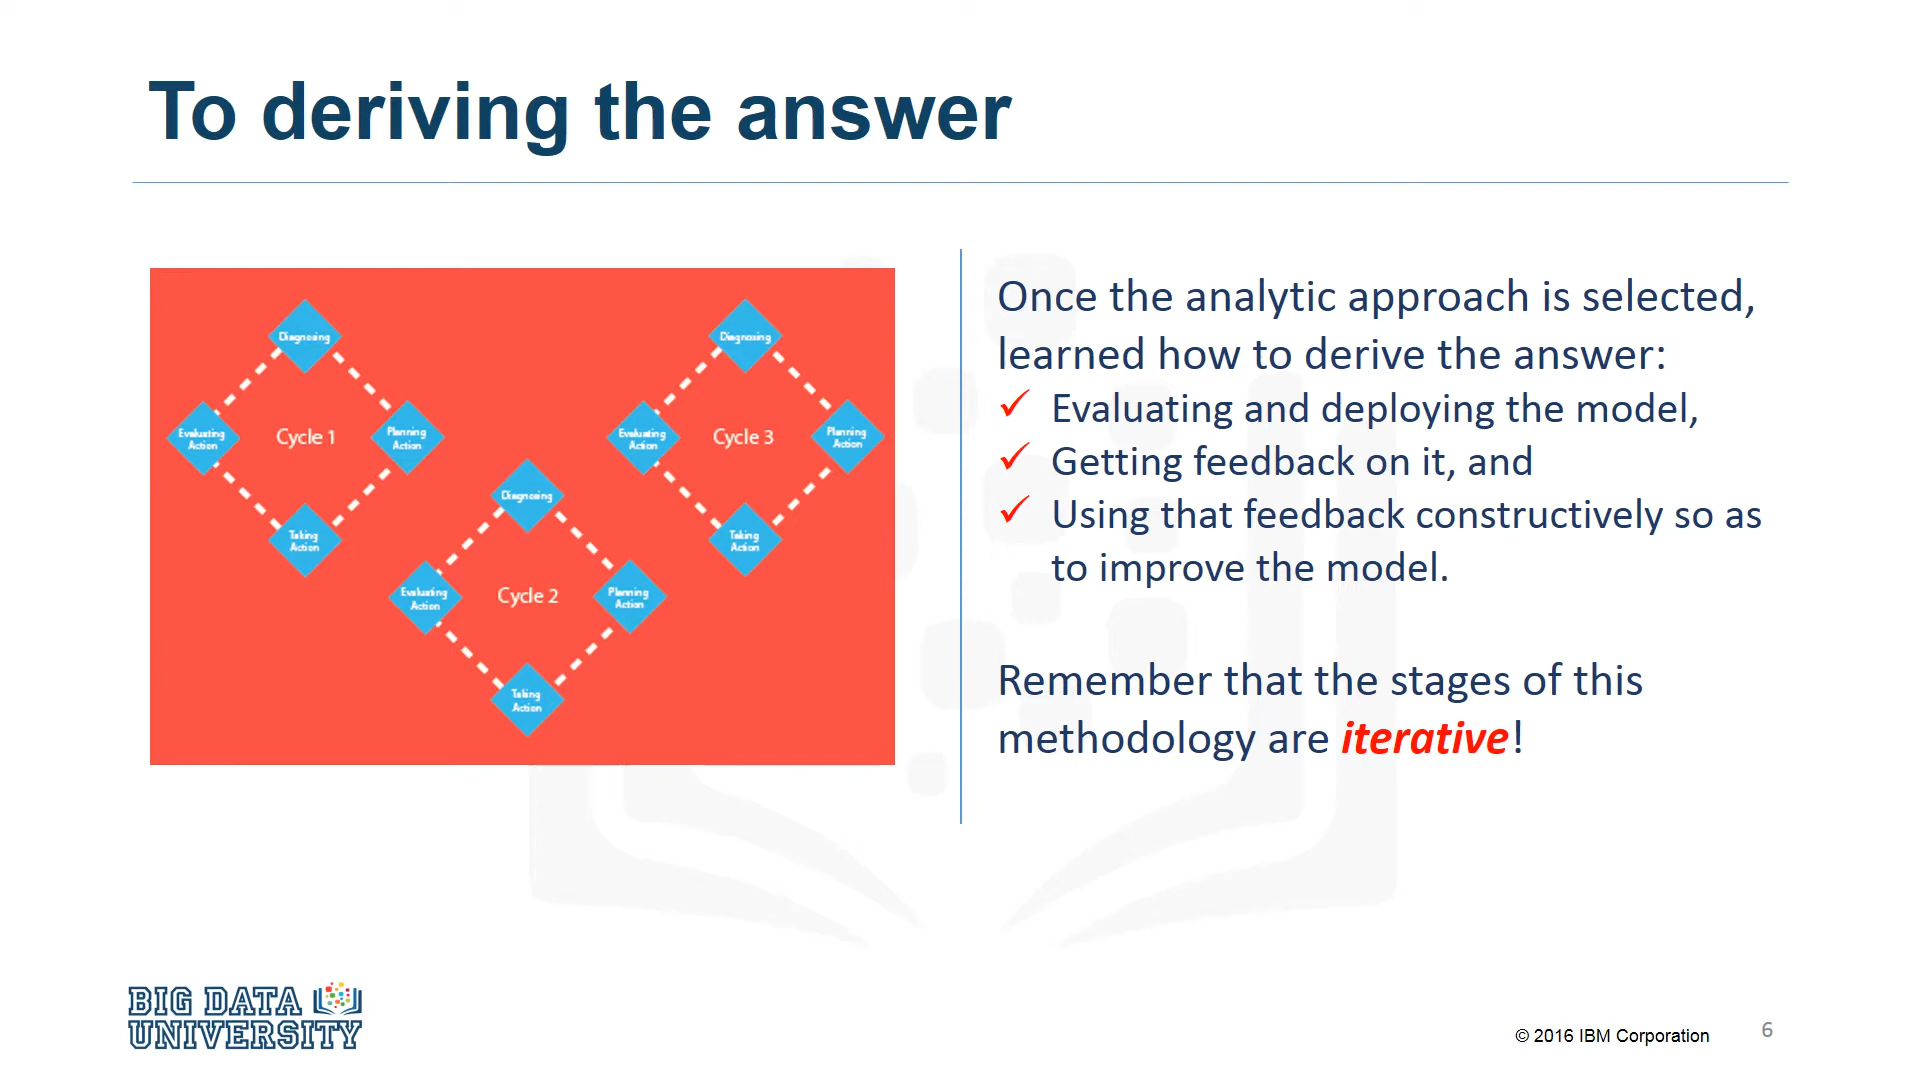 To deriving the answer
Diagnosing
Evaluating
Action
Cycle 1
Planning
Action
Taking
Action
Diagnosing
Evaluating
Action
Cycle 2
Planning
Action
Taking
Action
Diagnosing
Evaluating
Action
Cycle 3
Planning
Action
Taking
Action
Once the analytic approach is selected,
learned how to derive the answer:
✓ Evaluating and deploying the model,
✓ Getting feedback on it, and
✓ Using that feedback constructively so as
to improve the model.
Remember that the stages of this
methodology are iterative!
BIG DATA
UNIVERSITY
© 2016 IBM Corporation
6